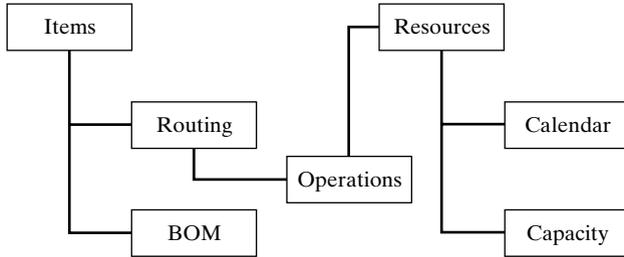 Items
Resources
Routing
Calendar
Operations
BOM
Capacity